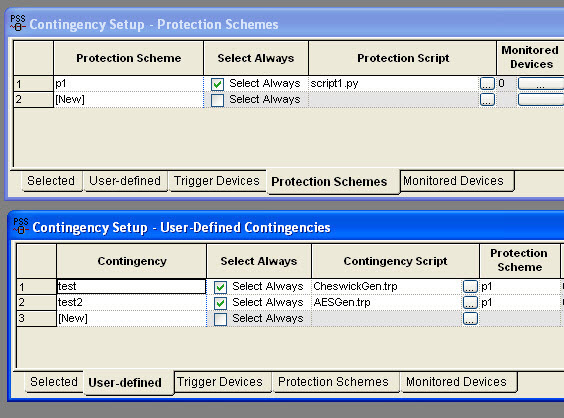 PSS
Contingency Setup - Protection Schemes
Protection Scheme Select Always Protection Script Monitored Devices
1 p1 Select Always script1.py ... 0 ...
2 [New] Select Always ...
Selected User-defined Trigger Devices Protection Schemes Monitored Devices
PSS
Contingency Setup - User-Defined Contingencies
Contingency Select Always Contingency Script Protection Scheme
1 test Select Always CheswickGen.trp ... p1
2 test2 Select Always AESGen.trp ... p1
3 [New] Select Always ...
Selected User-defined Trigger Devices Protection Schemes Monitored Devices